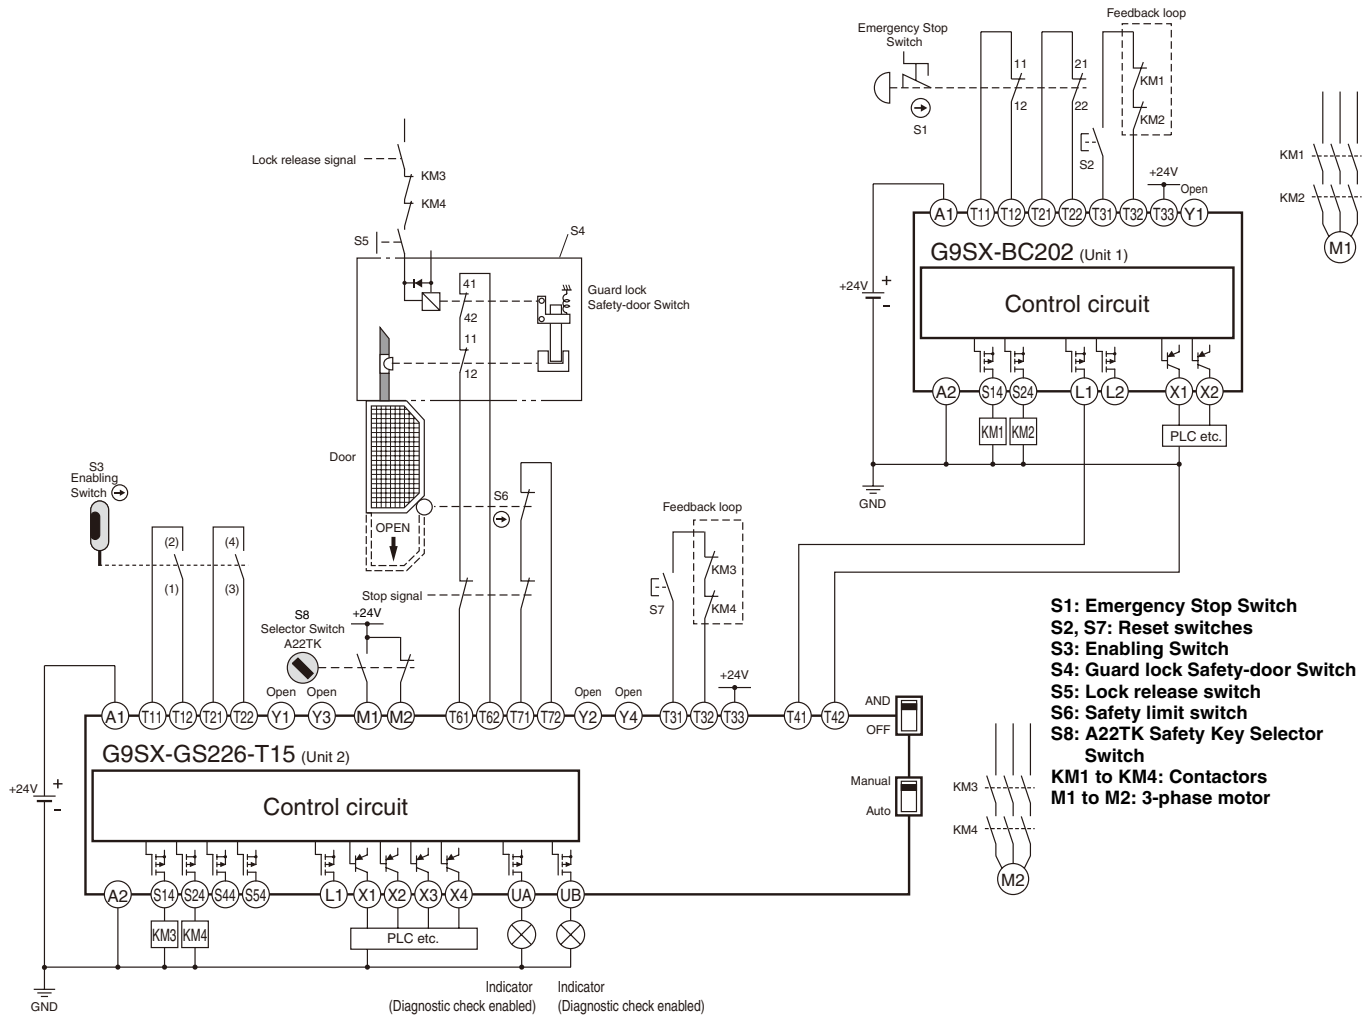 Emergency Stop
Switch
S1
11
12
21
22
Feedback loop
KM1
KM2
S2
+24V
Open
A1
T11
T12
T21
T22
T31
T32
T33
Y1
G9SX-BC202 (Unit 1)
Control circuit
+24V
+
-
A2
S14
S24
L1
L2
X1
X2
KM1
KM2
PLC etc.
GND
KM1
KM2
M1
Lock release signal
KM3
KM4
S5
S4
41
42
11
12
Guard lock
Safety-door Switch
Door
OPEN
S6
Stop signal
S3
Enabling
Switch
(2)
(1)
(4)
(3)
S8
Selector Switch
A22TK
+24V
Feedback loop
KM3
KM4
S7
+24V
Open
Open
Open
Open
A1
T11
T12
T21
T22
Y1
Y3
M1
M2
T61
T62
T71
T72
Y2
Y4
T31
T32
T33
T41
T42
AND
OFF
Manual
Auto
G9SX-GS226-T15 (Unit 2)
Control circuit
+24V
+
-
A2
S14
S24
S44
S54
L1
X1
X2
X3
X4
UA
UB
KM3
KM4
PLC etc.
GND
Indicator
(Diagnostic check enabled)
Indicator
(Diagnostic check enabled)
KM3
KM4
M2
S1: Emergency Stop Switch
S2, S7: Reset switches
S3: Enabling Switch
S4: Guard lock Safety-door Switch
S5: Lock release switch
S6: Safety limit switch
S8: A22TK Safety Key Selector
Switch
KM1 to KM4: Contactors
M1 to M2: 3-phase motor